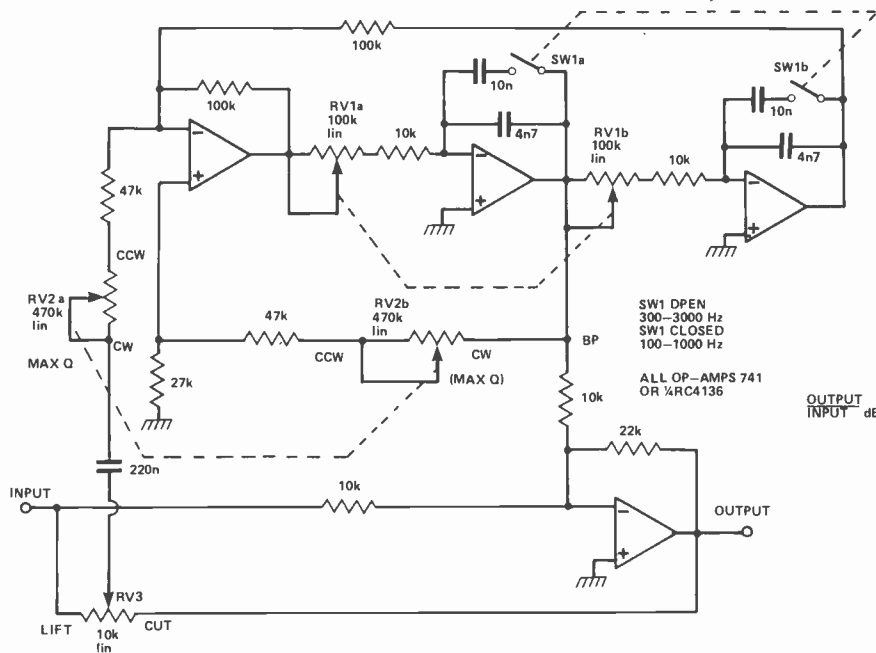 100k
SW1a
10n
SW1b
10n
100k
RV1a
100k
lin
10k
4n7
RV1b
100k
lin
10k
4n7
−
+
−
+
−
+
47k
CCW
RV2a
470k
lin
CW
MAX Q
47k
RV2b
470k
lin
CCW
CW
(MAX Q)
BP
SW1 OPEN
300–3000 Hz
SW1 CLOSED
100–1000 Hz
ALL OP–AMPS 741
OR ¼RC4136
27k
10k
22k
OUTPUT
INPUT dB
220n
INPUT
10k
−
+
OUTPUT
RV3
LIFT
10k
lin
CUT